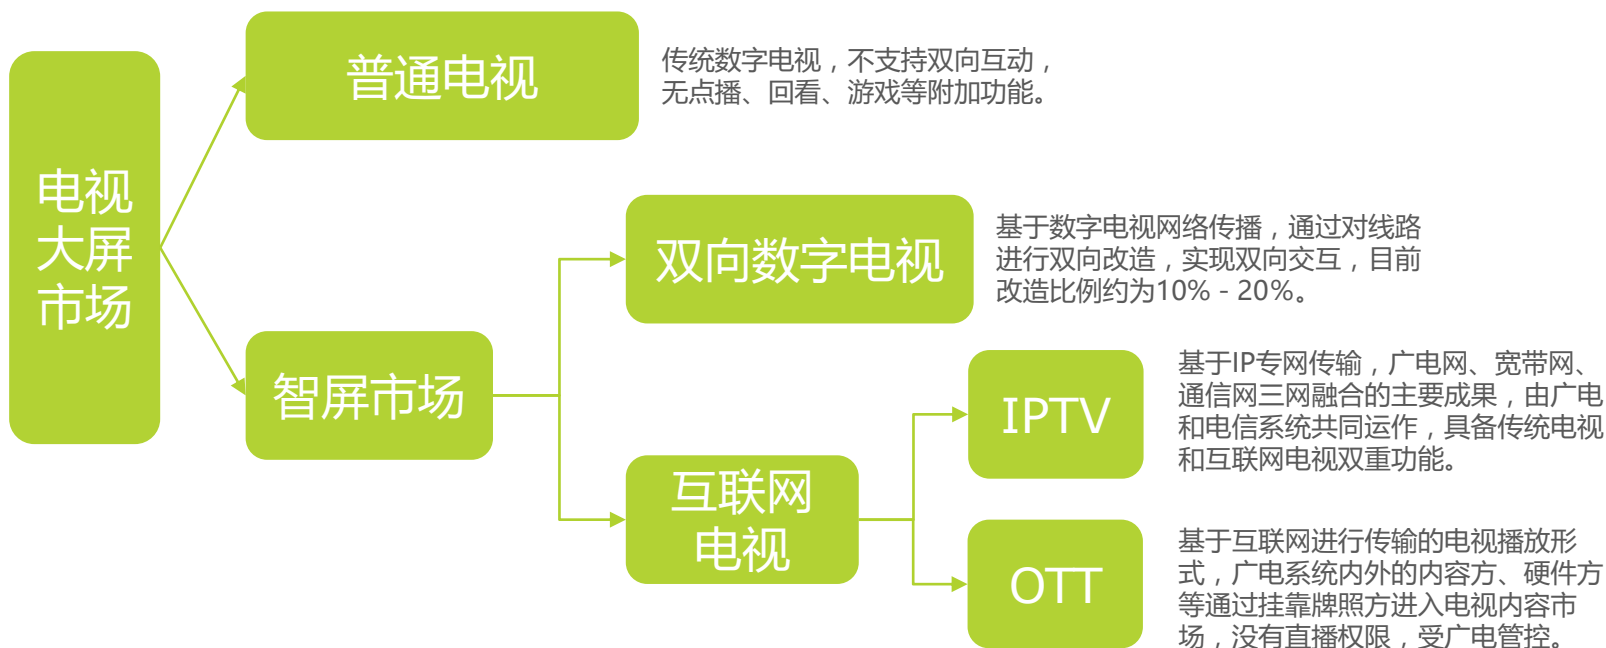 普通电视
传统数字电视，不支持双向互动，
无点播、回看、游戏等附加功能。
电视
大屏
市场
双向数字电视
基于数字电视网络传播，通过对线路
进行双向改造，实现双向交互，目前
改造比例约为10% - 20%。
智屏市场
IPTV
基于IP专网传输，广电网、宽带网、
通信网三网融合的主要成果，由广电
和电信系统共同运作，具备传统电视
和互联网电视双重功能。
互联网
电视
OTT
基于互联网进行传输的电视播放形
式，广电系统内外的内容方、硬件方
等通过挂靠牌照方进入电视内容市
场，没有直播权限，受广电管控。